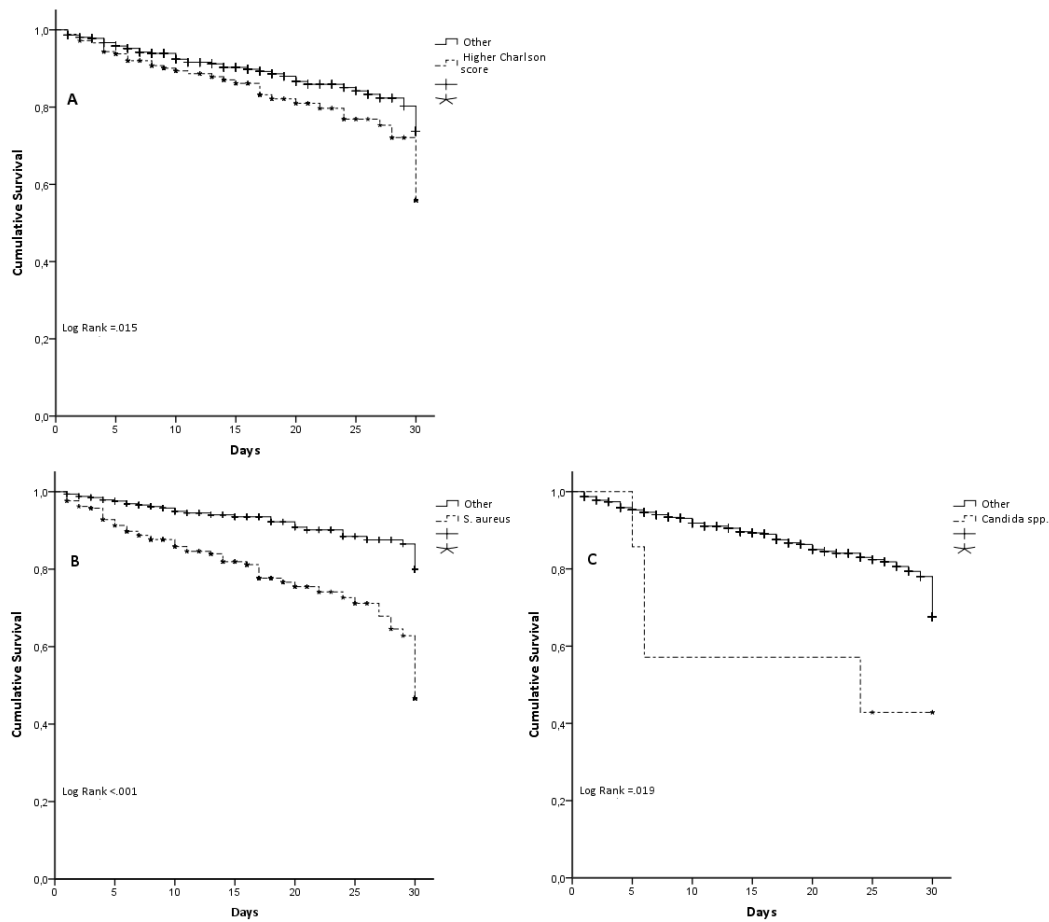 1,0
0,8
0,6
0,4
0,2
0,0
Cumulative Survival
A
Log Rank =.015
0 5 10 15 20 25 30
Days
Other
Higher Charlson
score
1,0
0,8
0,6
0,4
0,2
0,0
Cumulative Survival
B
Log Rank <.001
0 5 10 15 20 25 30
Days
Other
S. aureus
1,0
0,8
0,6
0,4
0,2
0,0
Cumulative Survival
C
Log Rank =.019
0 5 10 15 20 25 30
Days
Other
Candida spp.